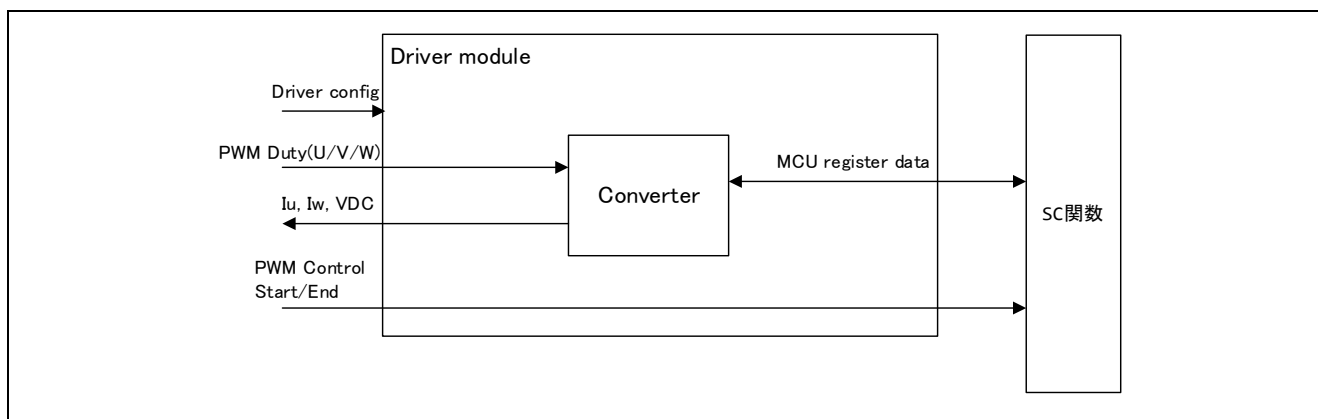 Driver module
Driver config
PWM Duty(U/V/W)
MCU register data
Converter
Iu, Iw, VDC
SC関数
PWM Control
Start/End